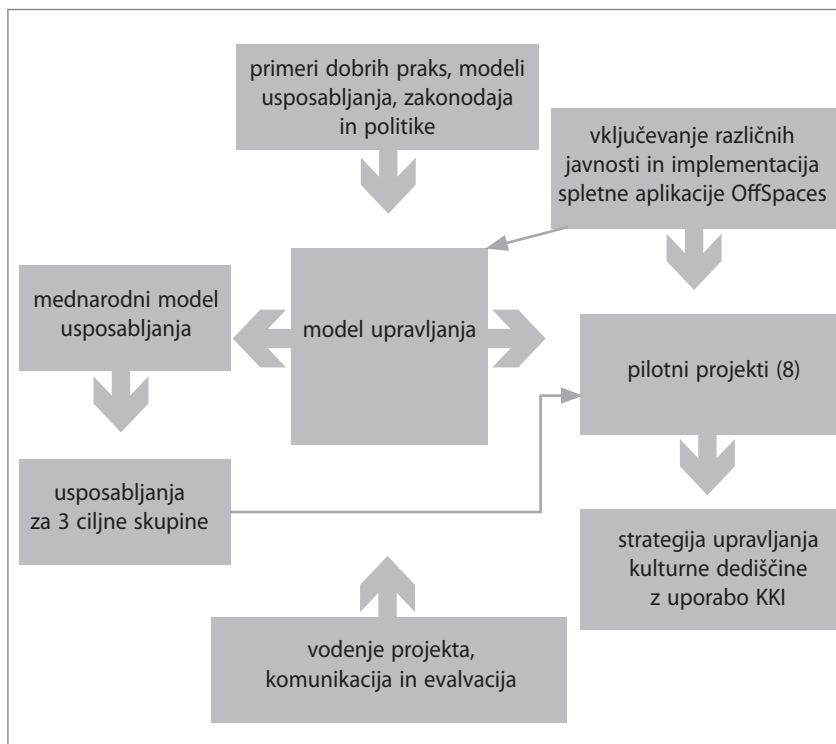 primeri dobrih praks, modeli
usposabljanja, zakonodaja
in politike
vključevanje različnih
javnosti in implementacija
spletne aplikacije OffSpaces
mednarodni model
usposabljanja
model upravljanja
pilotni projekti (8)
usposabljanja
za 3 ciljne skupine
strategija upravljanja
kulturne dediščine
z uporabo KKI
vodenje projekta,
komunikacija in evalvacija